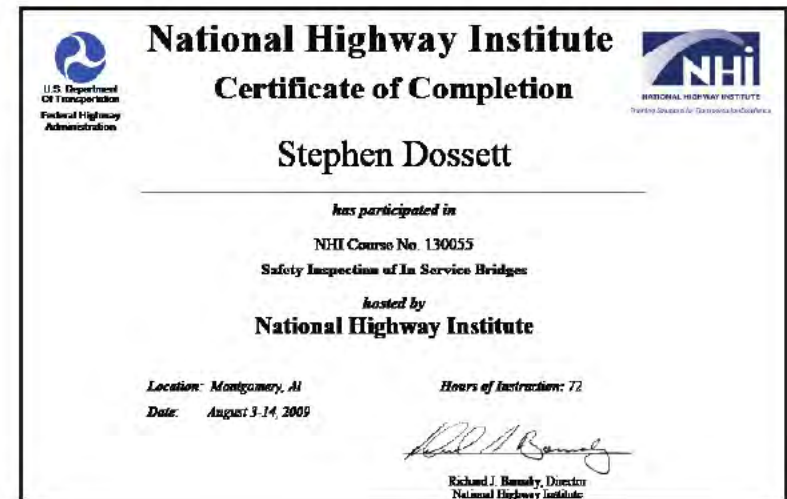 National Highway Institute
Certificate of Completion
U.S. Department
Of Transportation
Federal Highway
Administration
NHi
NATIONAL HIGHWAY INSTITUTE
Stephen Dossett
has participated in
NHI Course No. 130055
Safety Inspection of In Service Bridges
hosted by
National Highway Institute
Location: Montgomery, Al
Hours of Instruction: 72
Date: August 3-14, 2009
Richard J. Barnaby, Director
National Highway Institute